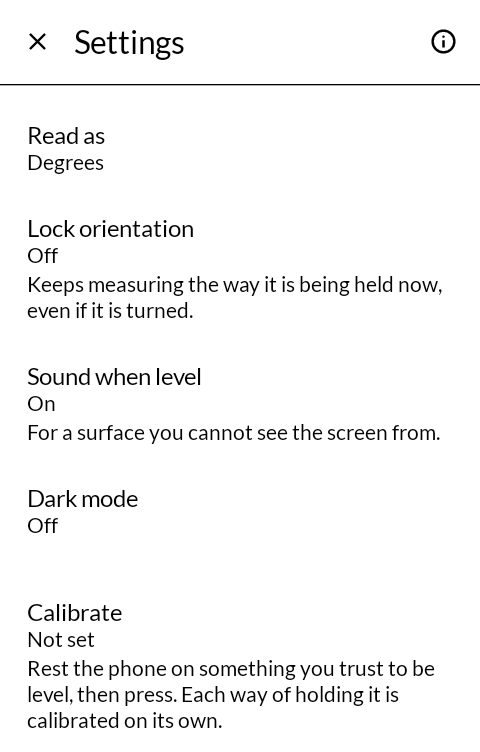 Settings
Read as
Degrees
Lock orientation
Off
Keeps measuring the way it is being held now,
even if it is turned.
Sound when level
On
For a surface you cannot see the screen from.
Dark mode
Off
Calibrate
Not set
Rest the phone on something you trust to be
level, then press. Each way of holding it is
calibrated on its own.